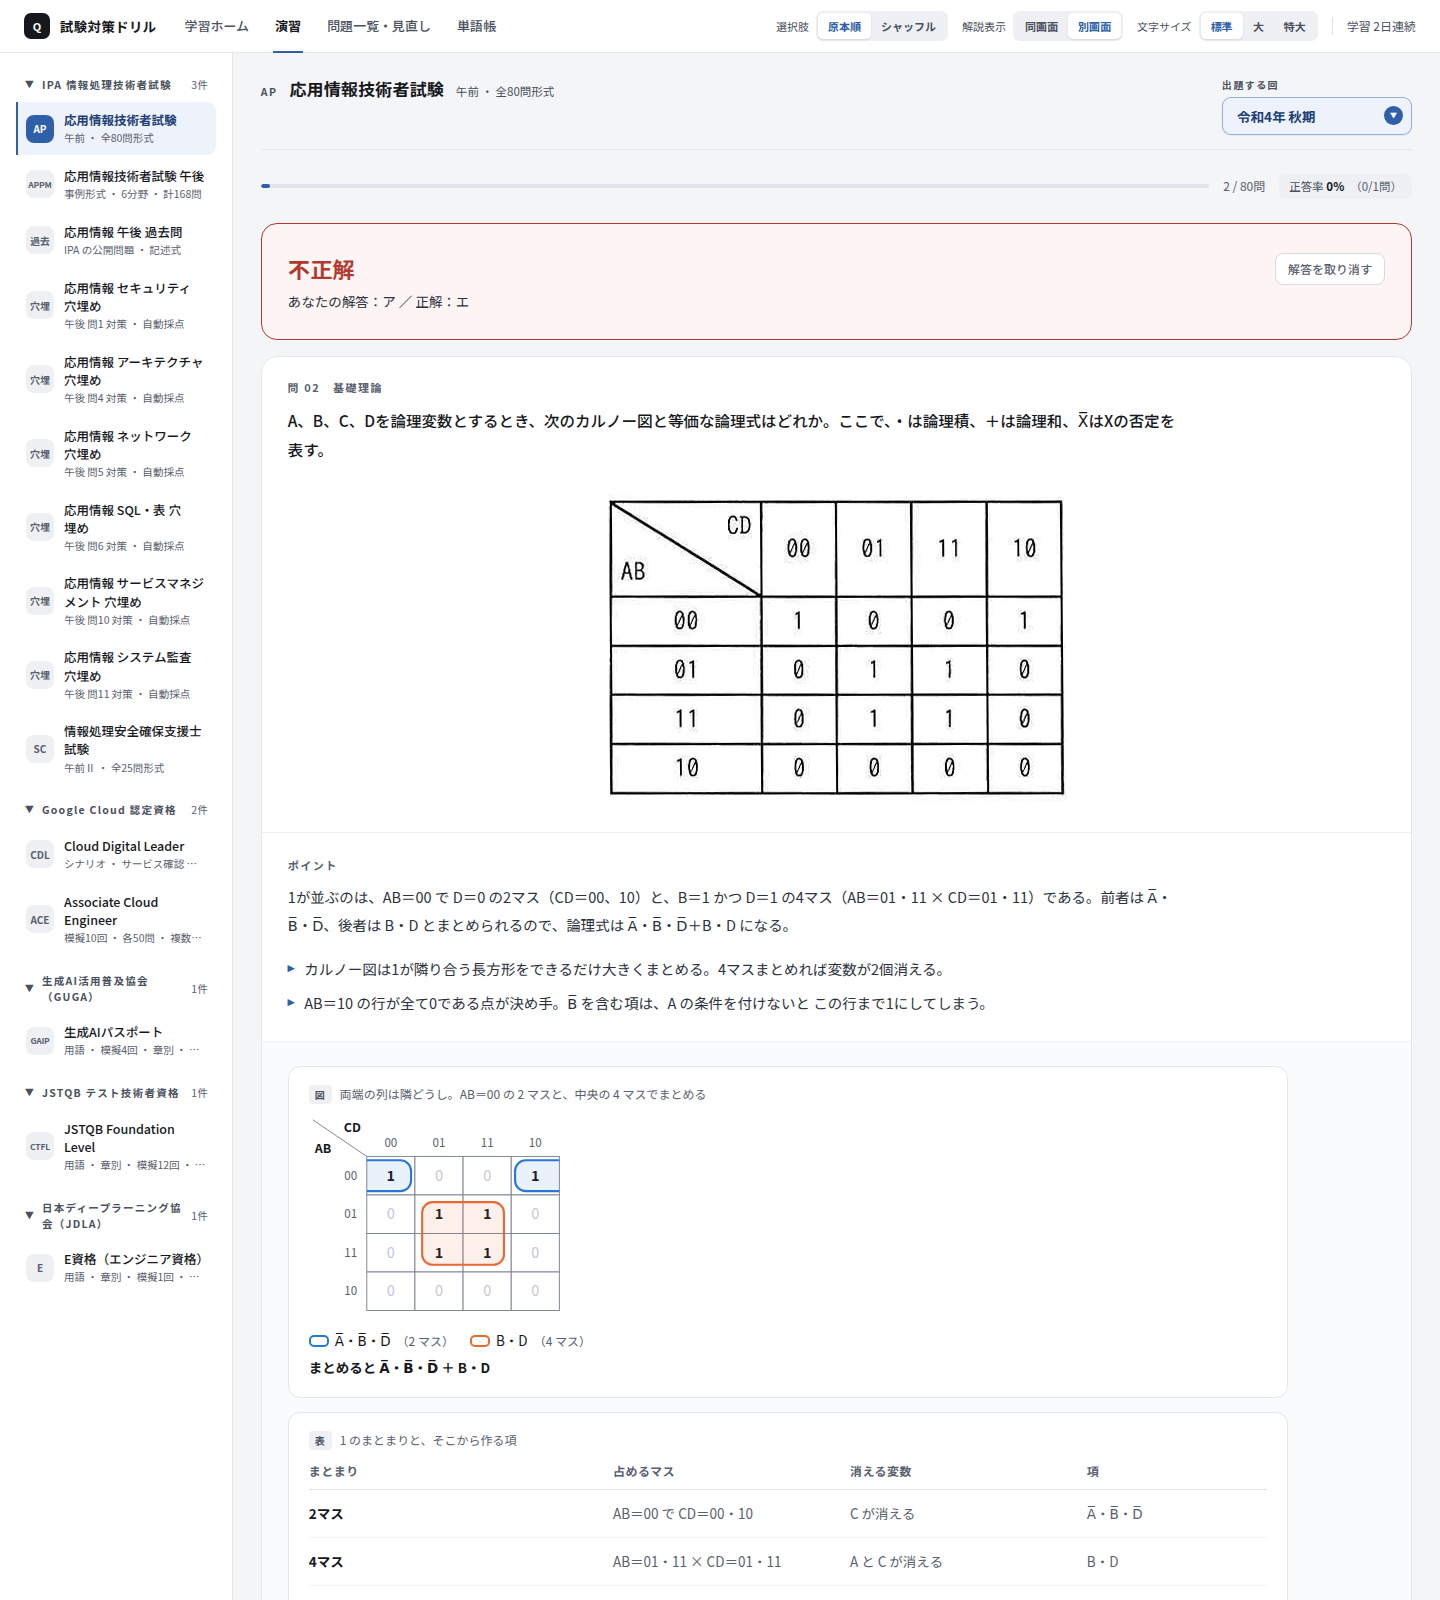 Q 試験対策ドリル 学習ホーム 演習 問題一覧・見直し 単語帳 選択肢 原本順 シャッフル 解説表示 同画面 別画面 文字サイズ 標準 大 特大 学習 2日連続
▼ IPA 情報処理技術者試験 3件
AP 応用情報技術者試験
午前 ・ 全80問形式
APPM 応用情報技術者試験 午後
事例形式 ・ 6分野 ・ 計168問
過去 応用情報 午後 過去問
IPA の公開問題 ・ 記述式
穴埋 応用情報 セキュリティ
穴埋め
午後 問1 対策 ・ 自動採点
穴埋 応用情報 アーキテクチャ
穴埋め
午後 問4 対策 ・ 自動採点
穴埋 応用情報 ネットワーク
穴埋め
午後 問5 対策 ・ 自動採点
穴埋 応用情報 SQL・表 穴
埋め
午後 問6 対策 ・ 自動採点
穴埋 応用情報 サービスマネジ
メント 穴埋め
午後 問10 対策 ・ 自動採点
穴埋 応用情報 システム監査
穴埋め
午後 問11 対策 ・ 自動採点
SC 情報処理安全確保支援士
試験
午前Ⅱ ・ 全25問形式
▼ Google Cloud 認定資格 2件
CDL Cloud Digital Leader
シナリオ ・ サービス確認 …
ACE Associate Cloud
Engineer
模擬10回 ・ 各50問 ・ 複数…
▼ 生成AI活用普及協会
（GUGA） 1件
GAIP 生成AIパスポート
用語 ・ 模擬4回 ・ 章別 ・ …
▼ JSTQB テスト技術者資格 1件
CTFL JSTQB Foundation
Level
用語 ・ 章別 ・ 模擬12回 ・ …
▼ 日本ディープラーニング協
会（JDLA） 1件
E E資格（エンジニア資格）
用語 ・ 章別 ・ 模擬1回 ・ …
AP 応用情報技術者試験 午前 ・ 全80問形式
出題する回
令和4年 秋期 ▼
2 / 80問 正答率 0% （0/1問）
不正解
解答を取り消す
あなたの解答：ア ／ 正解：エ
問 02 基礎理論
A、B、C、Dを論理変数とするとき、次のカルノー図と等価な論理式はどれか。ここで、・は論理積、＋は論理和、X̅はXの否定を
表す。
CD
AB 00 01 11 10
00 1 0 0 1
01 0 1 1 0
11 0 1 1 0
10 0 0 0 0
ポイント
1が並ぶのは、AB＝00 で D＝0 の2マス（CD＝00、10）と、B＝1 かつ D＝1 の4マス（AB＝01・11 × CD＝01・11）である。前者は A̅・
B̅・D̅、後者は B・D とまとめられるので、論理式は A̅・B̅・D̅＋B・D になる。
▶ カルノー図は1が隣り合う長方形をできるだけ大きくまとめる。4マスまとめれば変数が2個消える。
▶ AB＝10 の行が全て0である点が決め手。B̅ を含む項は、A の条件を付けないと この行まで1にしてしまう。
図 両端の列は隣どうし。AB＝00 の 2 マスと、中央の 4 マスでまとめる
CD
AB 00 01 11 10
00 1 0 0 1
01 0 1 1 0
11 0 1 1 0
10 0 0 0 0
A̅・B̅・D̅ （2 マス） B・D （4 マス）
まとめると A̅・B̅・D̅ ＋ B・D
表 1 のまとまりと、そこから作る項
まとまり 占めるマス 消える変数 項
2マス AB＝00 で CD＝00・10 C が消える A̅・B̅・D̅
4マス AB＝01・11 × CD＝01・11 A と C が消える B・D